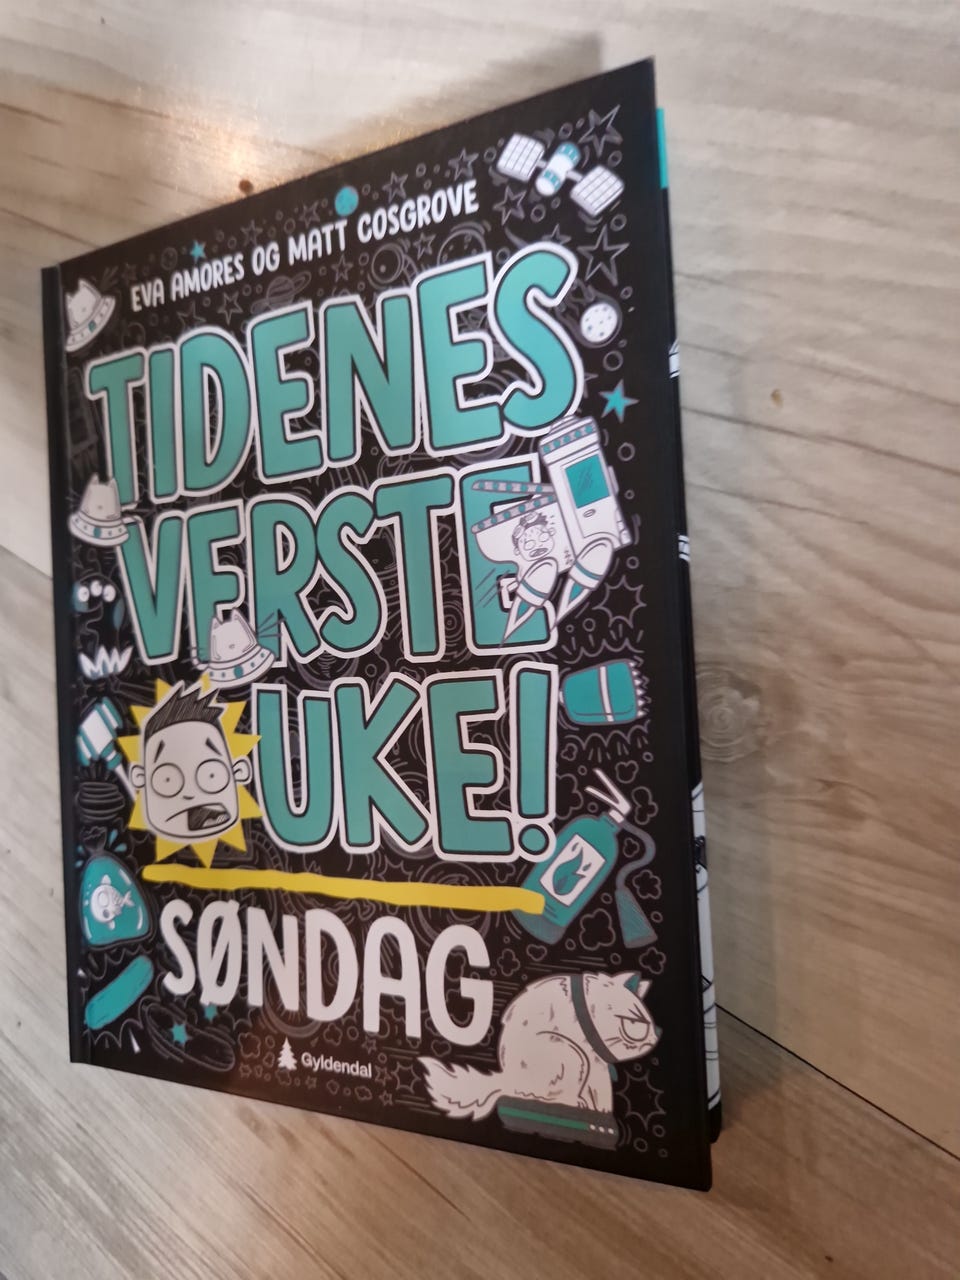 EVA AMORES OG MATT COSGROVE
TIDENES
VERSTE
UKE!
SØNDAG
Gyldendal